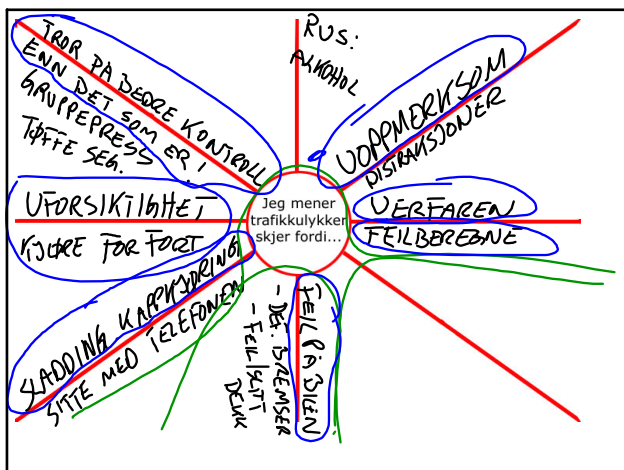 TROR PÅ BEDRE KONTROLL
ENN DET SOM ER!
GRUPPEPRESS
TØFFE SEG.
RUS:
ALKOHOL
UOPPMERKSOM
DISTRAKSJONER
UFORSIKTIGHET
KJØRE FOR FORT
Jeg mener
trafikkulykker
skjer fordi...
UERFAREN
FEILBEREGNE
SLADDING KAPPKJØRING
SITTE MED TELEFONEN
FEIL PÅ BILEN
- DEF. BREMSER
- FEIL/SLITT
DEKK